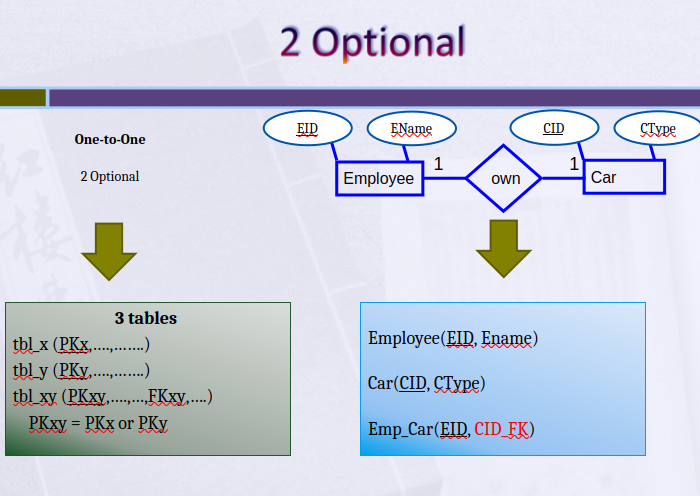 2 Optional
One-to-One
2 Optional
EID
EName
CID
CType
Employee
1
own
1
Car
3 tables
tbl_x (PKx,....,.......)
tbl_y (PKy,....,.......)
tbl_xy (PKxy,....,...,FKxy,....)
PKxy = PKx or PKy
Employee(EID, Ename)
Car(CID, CType)
Emp_Car(EID, CID_FK)